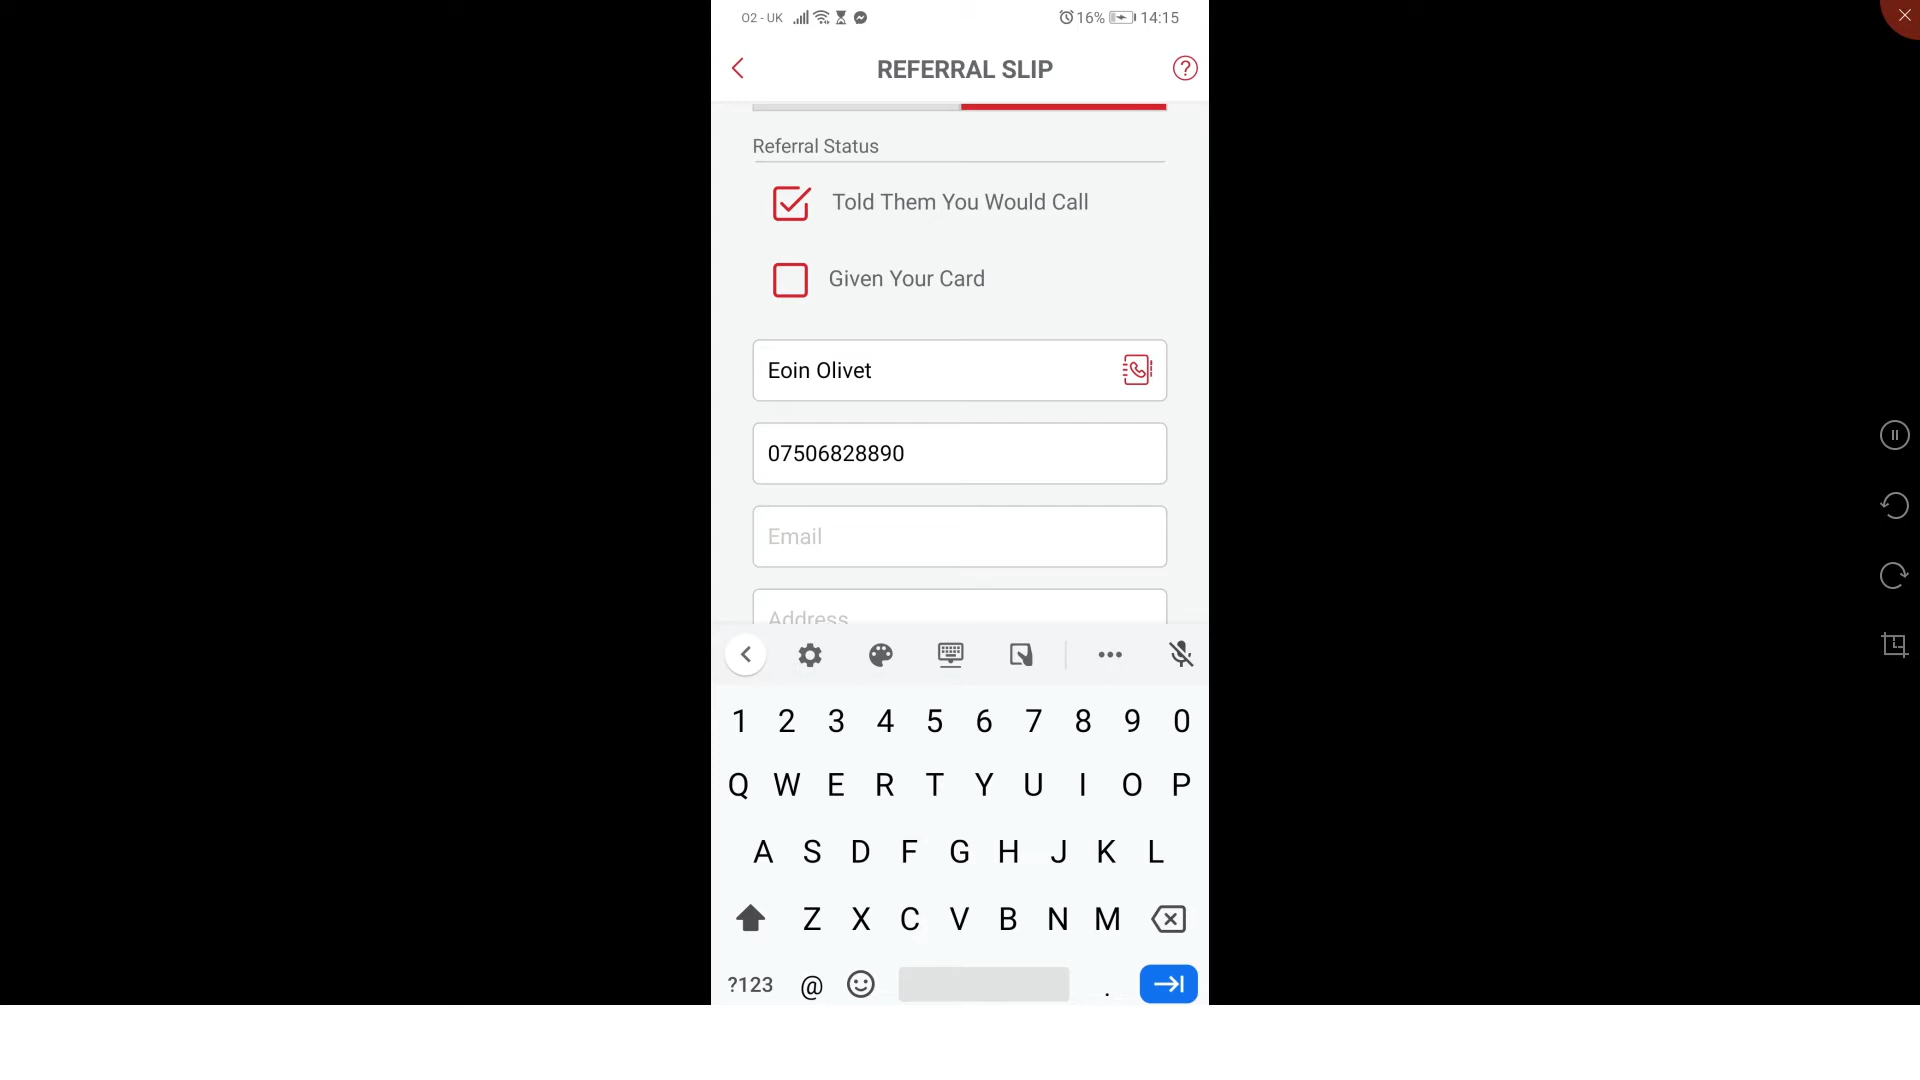 O2 - UK 16% 14:15
REFERRAL SLIP
Referral Status
Told Them You Would Call
Given Your Card
Eoin Olivet
07506828890
Email
Address
1 2 3 4 5 6 7 8 9 0
Q W E R T Y U I O P
A S D F G H J K L
Z X C V B N M
?123 @ .